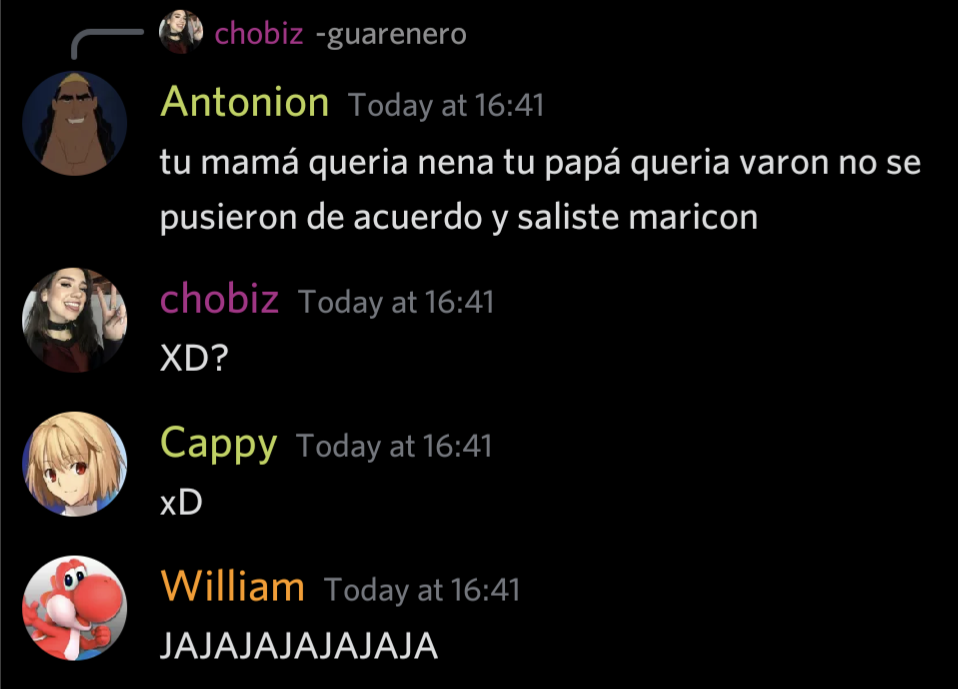 chobiz -guarenero
Antonion Today at 16:41
tu mamá queria nena tu papá queria varon no se
pusieron de acuerdo y saliste maricon
chobiz Today at 16:41
XD?
Cappy Today at 16:41
xD
William Today at 16:41
JAJAJAJAJAJAJA